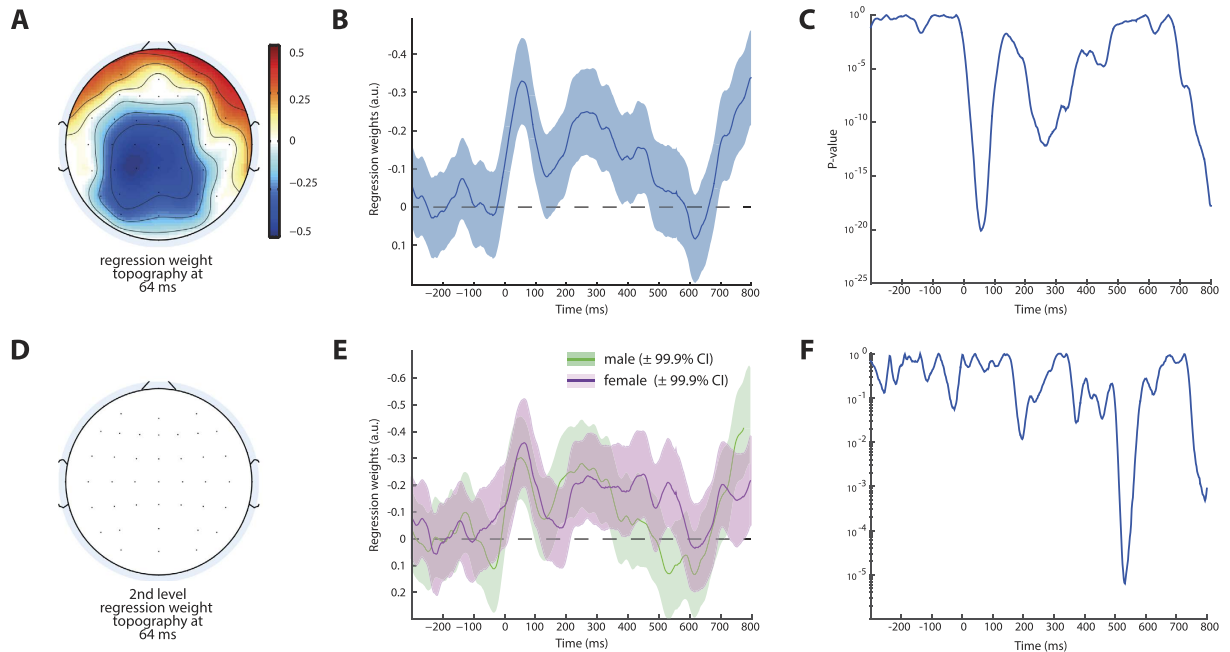 A
0.5
0.25
0
−0.25
−0.5
regression weight
topography at
64 ms
B
Regression weights (a.u.)
-0.4
-0.3
-0.2
-0.1
0
0.1
−200 −100 0 100 200 300 400 500 600 700 800
Time (ms)
C
P-value
10^0
10^-5
10^-10
10^-15
10^-20
10^-25
-200 -100 0 100 200 300 400 500 600 700 800
Time (ms)
D
2nd level
regression weight
topography at
64 ms
E
male (± 99.9% CI)
female (± 99.9% CI)
Regression weights (a.u.)
-0.6
-0.5
-0.4
-0.3
-0.2
-0.1
0
0.1
0.2
−200 −100 0 100 200 300 400 500 600 700 800
Time (ms)
F
10^0
10^-1
10^-2
10^-3
10^-4
10^-5
-200 -100 0 100 200 300 400 500 600 700 800
Time (ms)